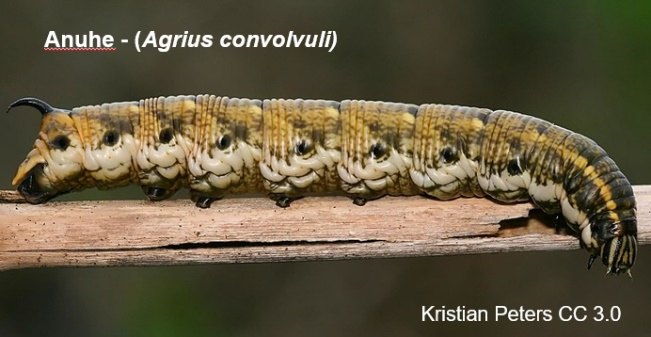 Anuhe - (Agrius convolvuli)
Kristian Peters CC 3.0